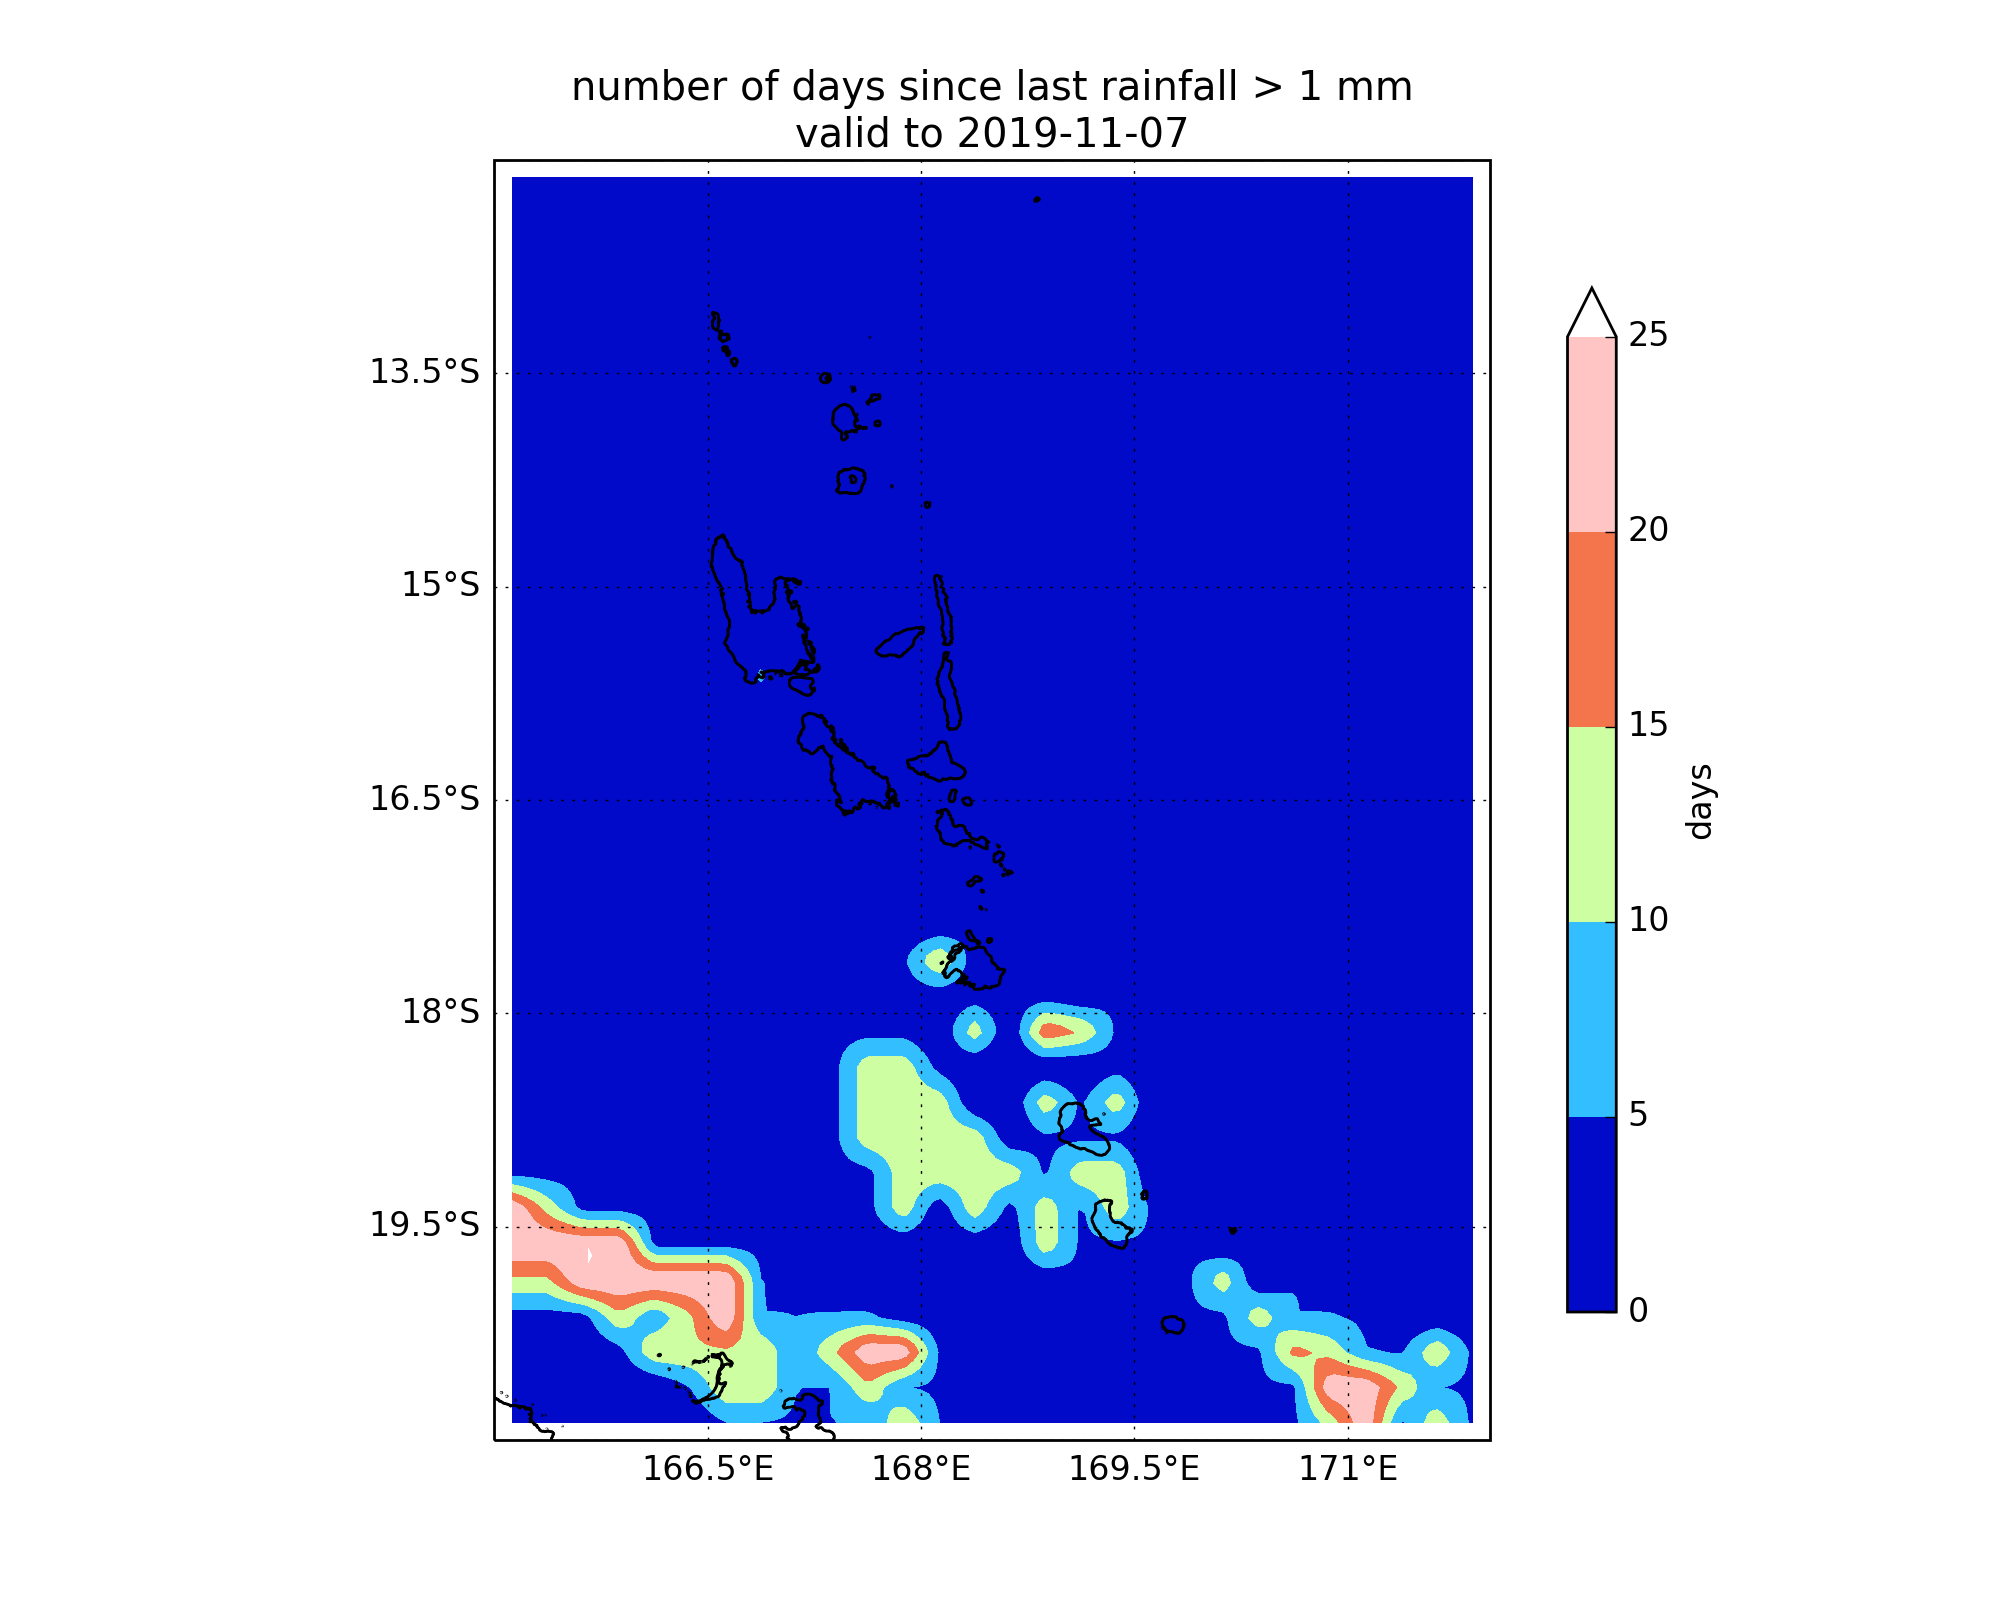 number of days since last rainfall > 1 mm
valid to 2019-11-07
13.5°S
15°S
16.5°S
18°S
19.5°S
166.5°E
168°E
169.5°E
171°E
25
20
15
10
5
0
days